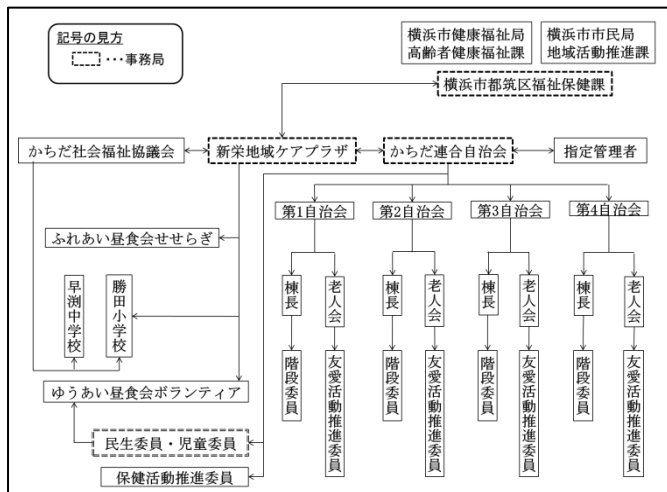 記号の見方
・・・事務局
横浜市健康福祉局
高齢者健康福祉課
横浜市市民局
地域活動推進課
横浜市都筑区福祉保健課
かちだ社会福祉協議会
新栄地域ケアプラザ
かちだ連合自治会
指定管理者
第1自治会
第2自治会
第3自治会
第4自治会
ふれあい昼食会せせらぎ
早渕中学校
勝田小学校
棟長
老人会
棟長
老人会
棟長
老人会
棟長
老人会
階段委員
友愛活動推進委員
階段委員
友愛活動推進委員
階段委員
友愛活動推進委員
階段委員
友愛活動推進委員
ゆうあい昼食会ボランティア
民生委員・児童委員
保健活動推進委員